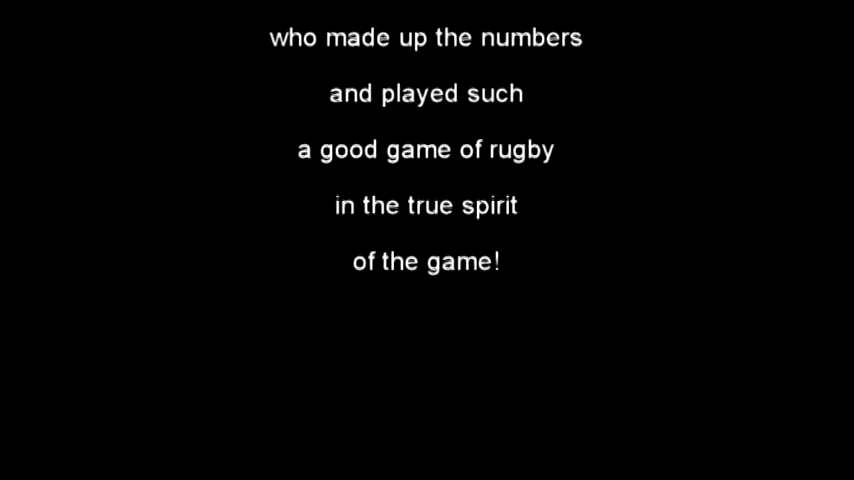 who made up the numbers
and played such
a good game of rugby
in the true spirit
of the game!